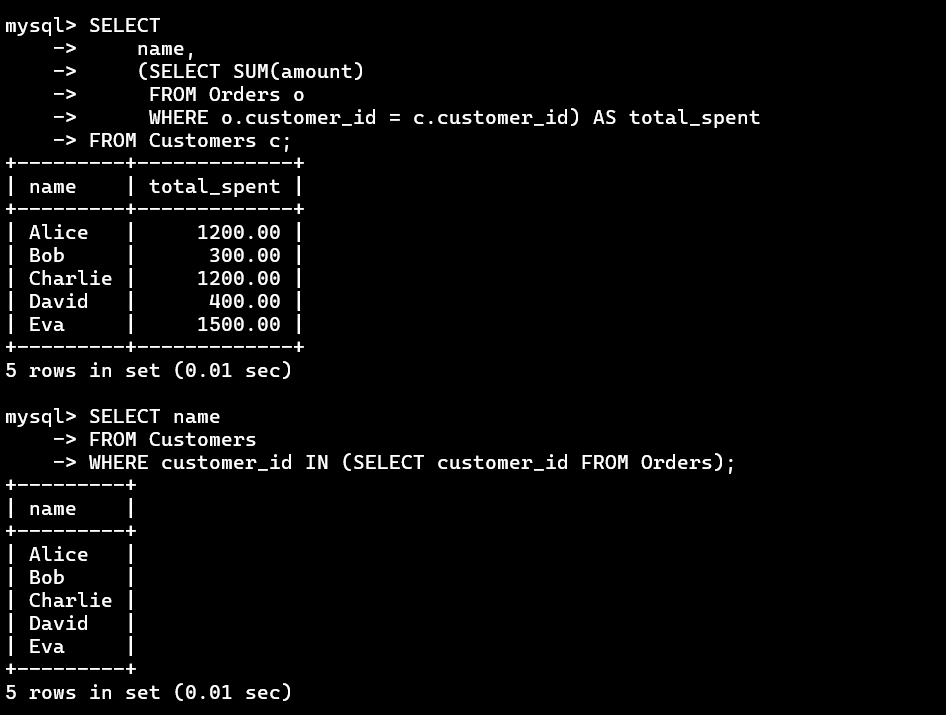 mysql> SELECT
    ->     name,
    ->     (SELECT SUM(amount)
    ->      FROM Orders o
    ->      WHERE o.customer_id = c.customer_id) AS total_spent
    -> FROM Customers c;
+---------+-------------+
| name    | total_spent |
+---------+-------------+
| Alice   |     1200.00 |
| Bob     |      300.00 |
| Charlie |     1200.00 |
| David   |      400.00 |
| Eva     |     1500.00 |
+---------+-------------+
5 rows in set (0.01 sec)

mysql> SELECT name
    -> FROM Customers
    -> WHERE customer_id IN (SELECT customer_id FROM Orders);
+---------+
| name    |
+---------+
| Alice   |
| Bob     |
| Charlie |
| David   |
| Eva     |
+---------+
5 rows in set (0.01 sec)